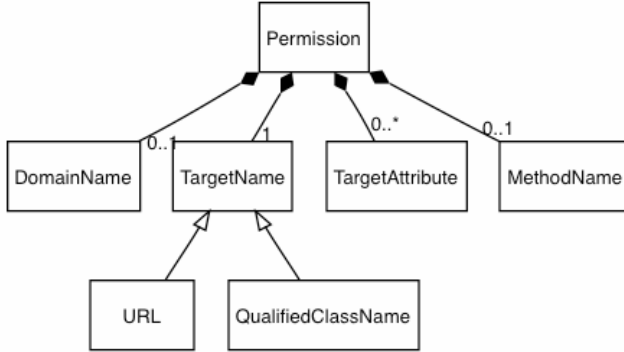 Permission
0..1
1
0..*
0..1
DomainName
TargetName
TargetAttribute
MethodName
URL
QualifiedClassName